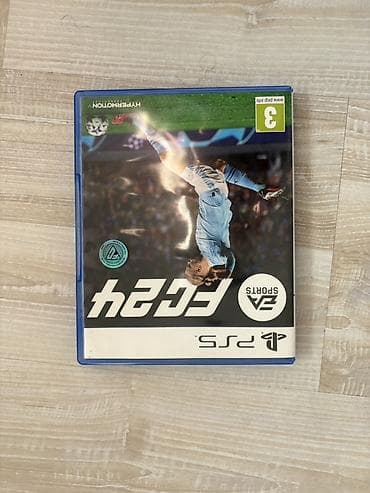 PS5
EA
SPORTS
FC24
HYPERMOTION
3
www.pegi.info